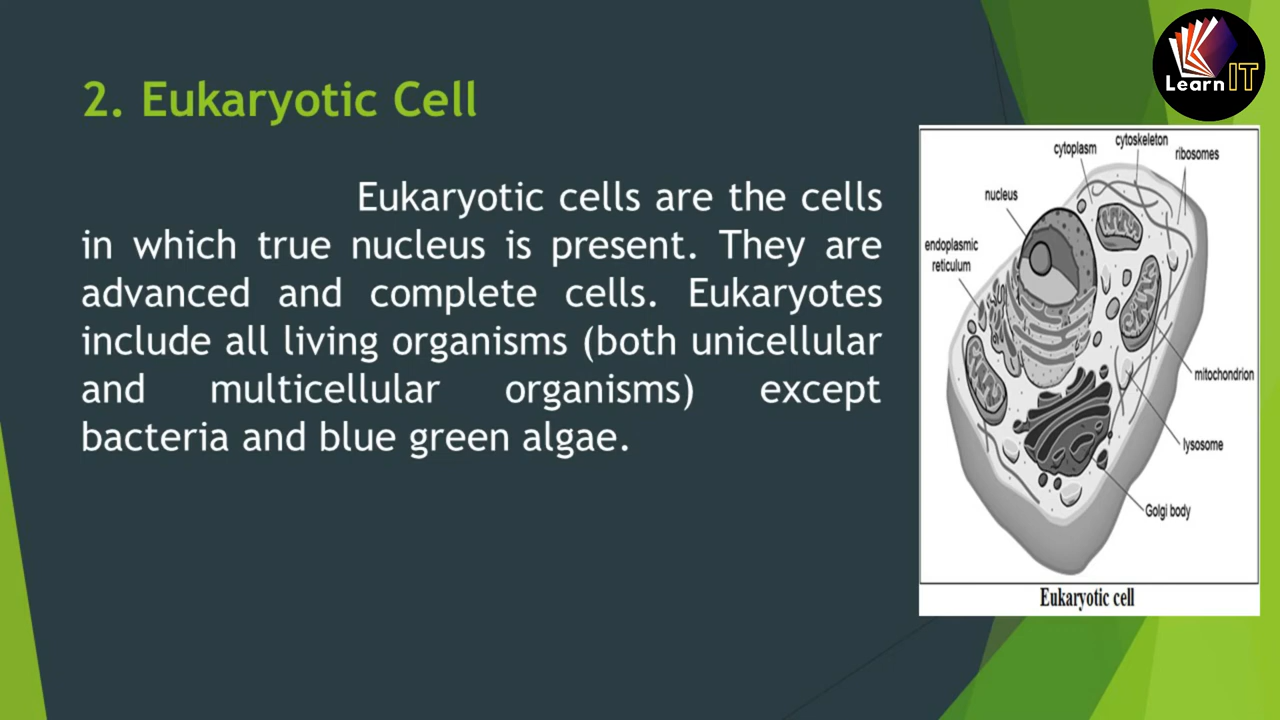 2. Eukaryotic Cell
Eukaryotic cells are the cells
in which true nucleus is present. They are
advanced and complete cells. Eukaryotes
include all living organisms (both unicellular
and multicellular organisms) except
bacteria and blue green algae.
Learn IT
cytoplasm
cytoskeleton
ribosomes
nucleus
endoplasmic
reticulum
mitochondrion
lysosome
Golgi body
Eukaryotic cell